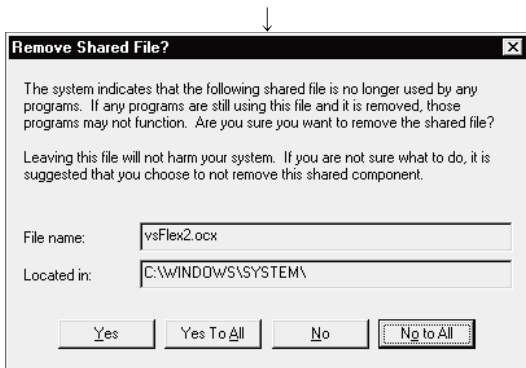 Remove Shared File?
The system indicates that the following shared file is no longer used by any
programs. If any programs are still using this file and it is removed, those
programs may not function. Are you sure you want to remove the shared file?
Leaving this file will not harm your system. If you are not sure what to do, it is
suggested that you choose to not remove this shared component.
File name: vsFlex2.ocx
Located in: C:\WINDOWS\SYSTEM\
Yes Yes To All No No to All